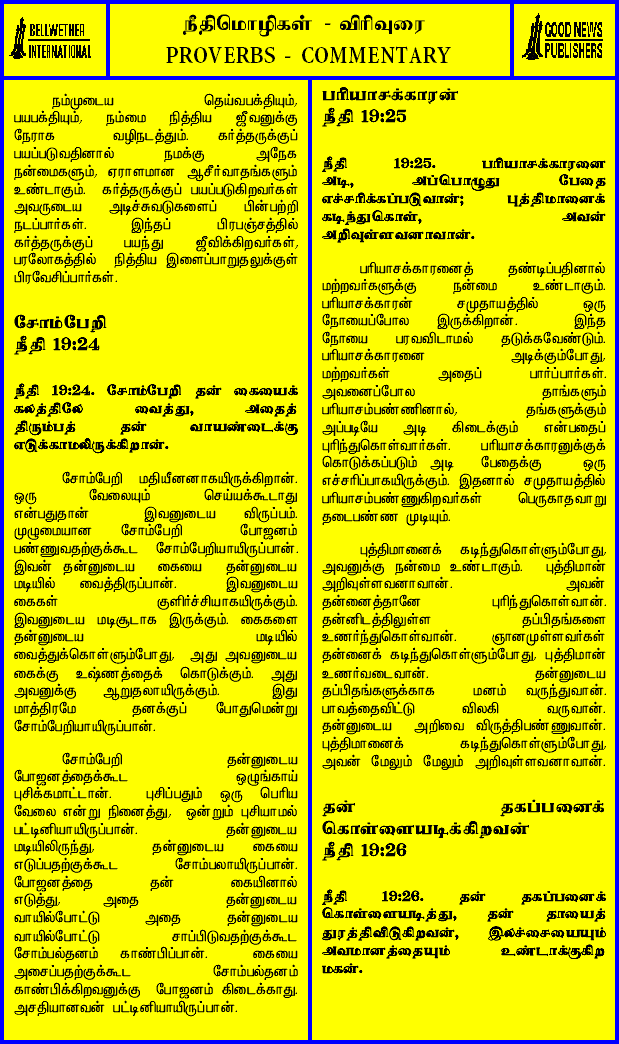 BELLWETHER
INTERNATIONAL
நீதிமொழிகள் - விரிவுரை
PROVERBS - COMMENTARY
GOOD NEWS
PUBLISHERS
நம்முடைய தெய்வபக்தியும்,
பயபக்தியும், நம்மை நித்திய ஜீவனுக்கு
நேராக வழிநடத்தும். கர்த்தருக்குப்
பயப்படுவதினால் நமக்கு அநேக
நன்மைகளும், ஏராளமான ஆசீர்வாதங்களும்
உண்டாகும். கர்த்தருக்குப் பயப்படுகிறவர்கள்
அவருடைய அடிச்சுவடுகளைப் பின்பற்றி
நடப்பார்கள். இந்தப் பிரபஞ்சத்தில்
கர்த்தருக்குப் பயந்து ஜீவிக்கிறவர்கள்,
பரலோகத்தில் நித்திய இளைப்பாறுதலுக்குள்
பிரவேசிப்பார்கள்.
சோம்பேறி
நீதி 19:24
நீதி 19:24. சோம்பேறி தன் கையைக்
கலத்திலே வைத்து, அதைத்
திரும்பத் தன் வாயண்டைக்கு
எடுக்காமலிருக்கிறான்.
சோம்பேறி மதியீனனாகயிருக்கிறான்.
ஒரு வேலையும் செய்யக்கூடாது
என்பதுதான் இவனுடைய விருப்பம்.
முழுமையான சோம்பேறி போஜனம்
பண்ணுவதற்குக்கூட சோம்பேறியாயிருப்பான்.
இவன் தன்னுடைய கையை தன்னுடைய
மடியில் வைத்திருப்பான். இவனுடைய
கைகள் குளிர்ச்சியாகயிருக்கும்.
இவனுடைய மடிசூடாக இருக்கும். கைகளை
தன்னுடைய மடியில்
வைத்துக்கொள்ளும்போது, அது அவனுடைய
கைக்கு உஷ்ணத்தைக் கொடுக்கும். அது
அவனுக்கு ஆறுதலாயிருக்கும். இது
மாத்திரமே தனக்குப் போதுமென்று
சோம்பேறியாயிருப்பான்.
சோம்பேறி தன்னுடைய
போஜனத்தைக்கூட ஒழுங்காய்
புசிக்கமாட்டான். புசிப்பதும் ஒரு பெரிய
வேலை என்று நினைத்து, ஒன்றும் புசியாமல்
பட்டினியாயிருப்பான். தன்னுடைய
மடியிலிருந்து, தன்னுடைய கையை
எடுப்பதற்குக்கூட சோம்பலாயிருப்பான்.
போஜனத்தை தன் கையினால்
எடுத்து, அதை தன்னுடைய
வாயில்போட்டு அதை தன்னுடைய
வாயில்போட்டு சாப்பிடுவதற்குக்கூட
சோம்பல்தனம் காண்பிப்பான். கையை
அசைப்பதற்குக்கூட சோம்பல்தனம்
காண்பிக்கிறவனுக்கு போஜனம் கிடைக்காது.
அசதியானவன் பட்டினியாயிருப்பான்.
பரியாசக்காரன்
நீதி 19:25
நீதி 19:25. பரியாசக்காரனை
அடி, அப்பொழுது பேதை
எச்சரிக்கப்படுவான்; புத்திமானைக்
கடிந்துகொள், அவன்
அறிவுள்ளவனாவான்.
பரியாசக்காரனைத் தண்டிப்பதினால்
மற்றவர்களுக்கு நன்மை உண்டாகும்.
பரியாசக்காரன் சமுதாயத்தில் ஒரு
நோயைப்போல இருக்கிறான். இந்த
நோயை பரவவிடாமல் தடுக்கவேண்டும்.
பரியாசக்காரனை அடிக்கும்போது,
மற்றவர்கள் அதைப் பார்ப்பார்கள்.
அவனைப்போல தாங்களும்
பரியாசம்பண்ணினால், தங்களுக்கும்
அப்படியே அடி கிடைக்கும் என்பதைப்
புரிந்துகொள்வார்கள். பரியாசக்காரனுக்குக்
கொடுக்கப்படும் அடி பேதைக்கு ஒரு
எச்சரிப்பாகயிருக்கும். இதனால் சமுதாயத்தில்
பரியாசம்பண்ணுகிறவர்கள் பெருகாதவாறு
தடைபண்ண முடியும்.
புத்திமானைக் கடிந்துகொள்ளும்போது,
அவனுக்கு நன்மை உண்டாகும். புத்திமான்
அறிவுள்ளவனாவான். அவன்
தன்னைத்தானே புரிந்துகொள்வான்.
தன்னிடத்திலுள்ள தப்பிதங்களை
உணர்ந்துகொள்வான். ஞானமுள்ளவர்கள்
தன்னைக் கடிந்துகொள்ளும்போது, புத்திமான்
உணர்வடைவான். தன்னுடைய
தப்பிதங்களுக்காக மனம் வருந்துவான்.
பாவத்தைவிட்டு விலகி வருவான்.
தன்னுடைய அறிவை விருத்திபண்ணுவான்.
புத்திமானைக் கடிந்துகொள்ளும்போது,
அவன் மேலும் மேலும் அறிவுள்ளவனாவான்.
தன் தகப்பனைக்
கொள்ளையடிக்கிறவன்
நீதி 19:26
நீதி 19:26. தன் தகப்பனைக்
கொள்ளையடித்து, தன் தாயைத்
துரத்திவிடுகிறவன், இலச்சையையும்
அவமானத்தையும் உண்டாக்குகிற
மகன்.